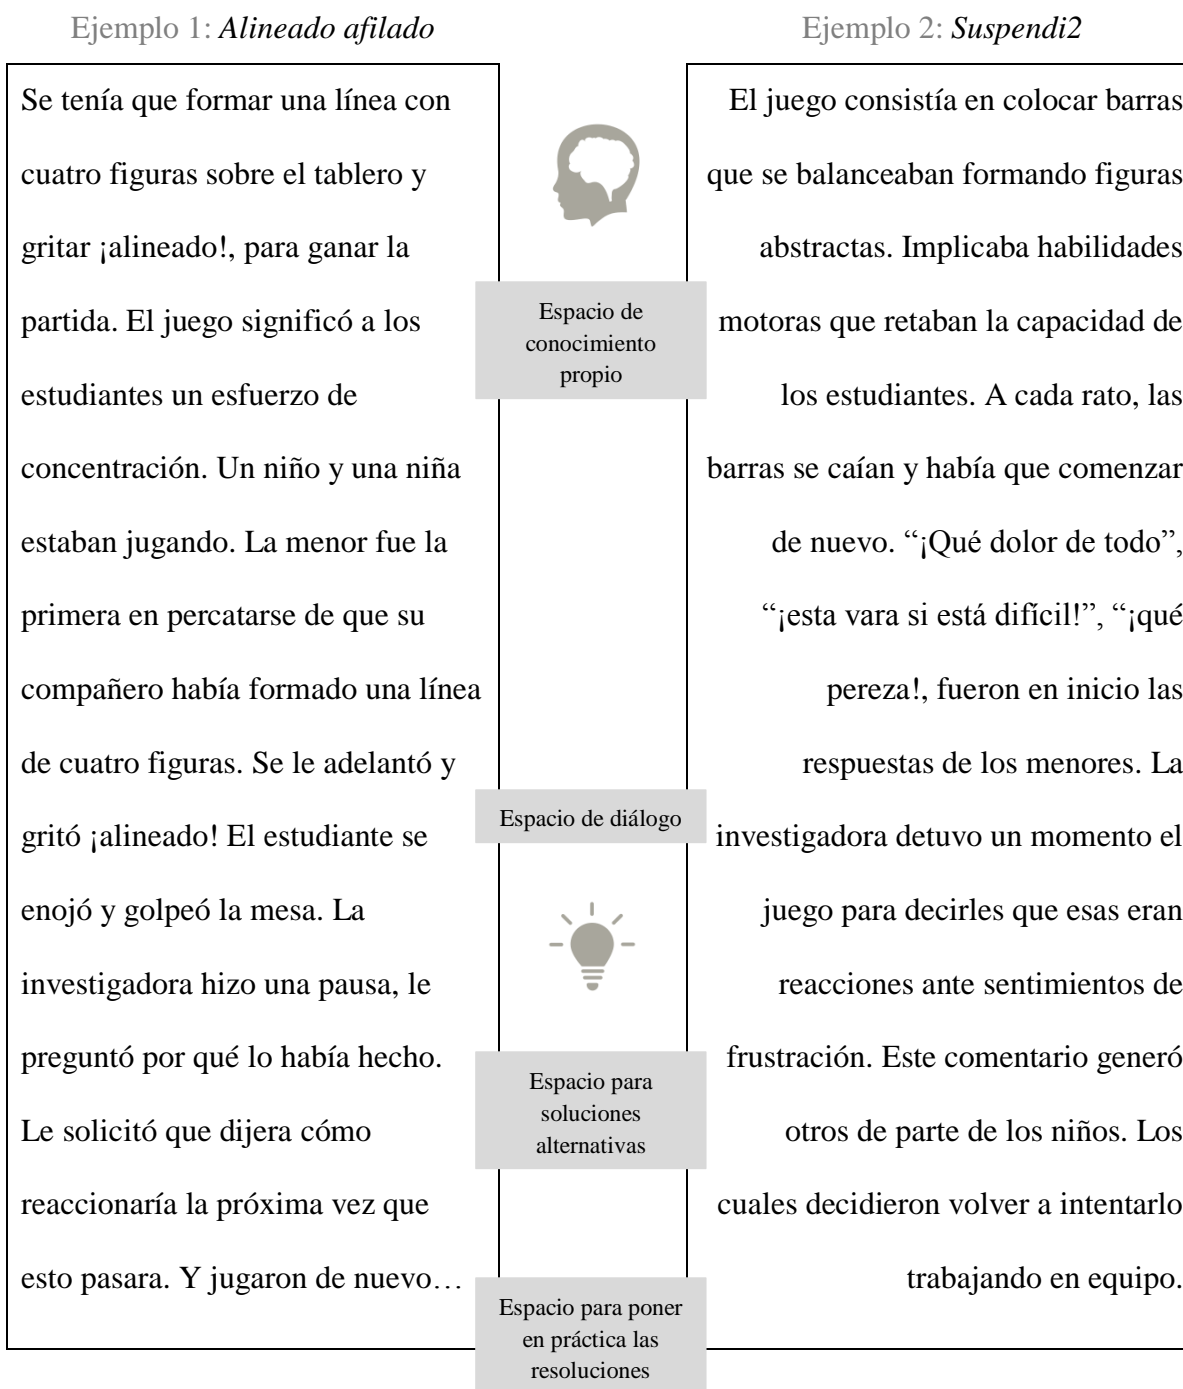 Ejemplo 1: Alineado afilado
Se tenía que formar una línea con
cuatro figuras sobre el tablero y
gritar ¡alineado!, para ganar la
partida. El juego significó a los
estudiantes un esfuerzo de
concentración. Un niño y una niña
estaban jugando. La menor fue la
primera en percatarse de que su
compañero había formado una línea
de cuatro figuras. Se le adelantó y
gritó ¡alineado! El estudiante se
enojó y golpeó la mesa. La
investigadora hizo una pausa, le
preguntó por qué lo había hecho.
Le solicitó que dijera cómo
reaccionaría la próxima vez que
esto pasara. Y jugaron de nuevo…
Espacio de
conocimiento
propio
Espacio de diálogo
Espacio para
soluciones
alternativas
Espacio para poner
en práctica las
resoluciones
Ejemplo 2: Suspendi2
El juego consistía en colocar barras
que se balanceaban formando figuras
abstractas. Implicaba habilidades
motoras que retaban la capacidad de
los estudiantes. A cada rato, las
barras se caían y había que comenzar
de nuevo. “¡Qué dolor de todo”,
“¡esta vara si está difícil!”, “¡qué
pereza!, fueron en inicio las
respuestas de los menores. La
investigadora detuvo un momento el
juego para decirles que esas eran
reacciones ante sentimientos de
frustración. Este comentario generó
otros de parte de los niños. Los
cuales decidieron volver a intentarlo
trabajando en equipo.